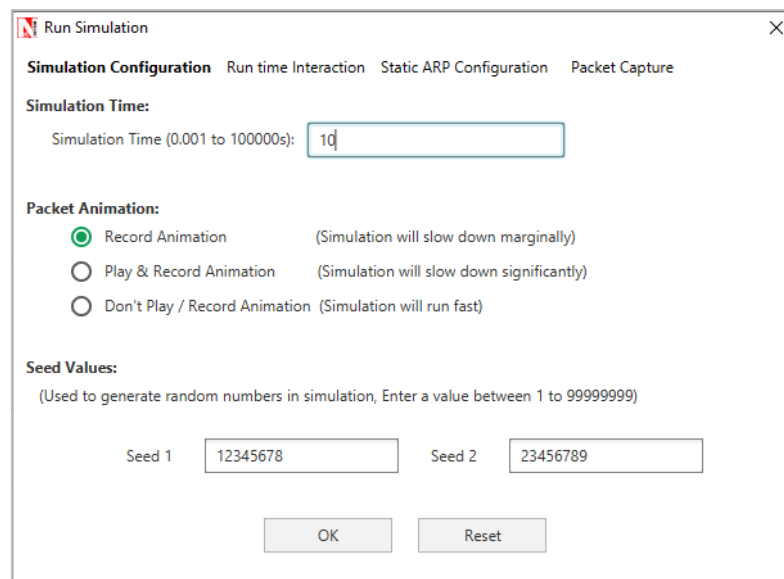 Run Simulation
Simulation Configuration Run time Interaction Static ARP Configuration Packet Capture
Simulation Time:
Simulation Time (0.001 to 100000s): 10
Packet Animation:
Record Animation (Simulation will slow down marginally)
Play & Record Animation (Simulation will slow down significantly)
Don't Play / Record Animation (Simulation will run fast)
Seed Values:
(Used to generate random numbers in simulation, Enter a value between 1 to 99999999)
Seed 1 12345678 Seed 2 23456789
OK Reset